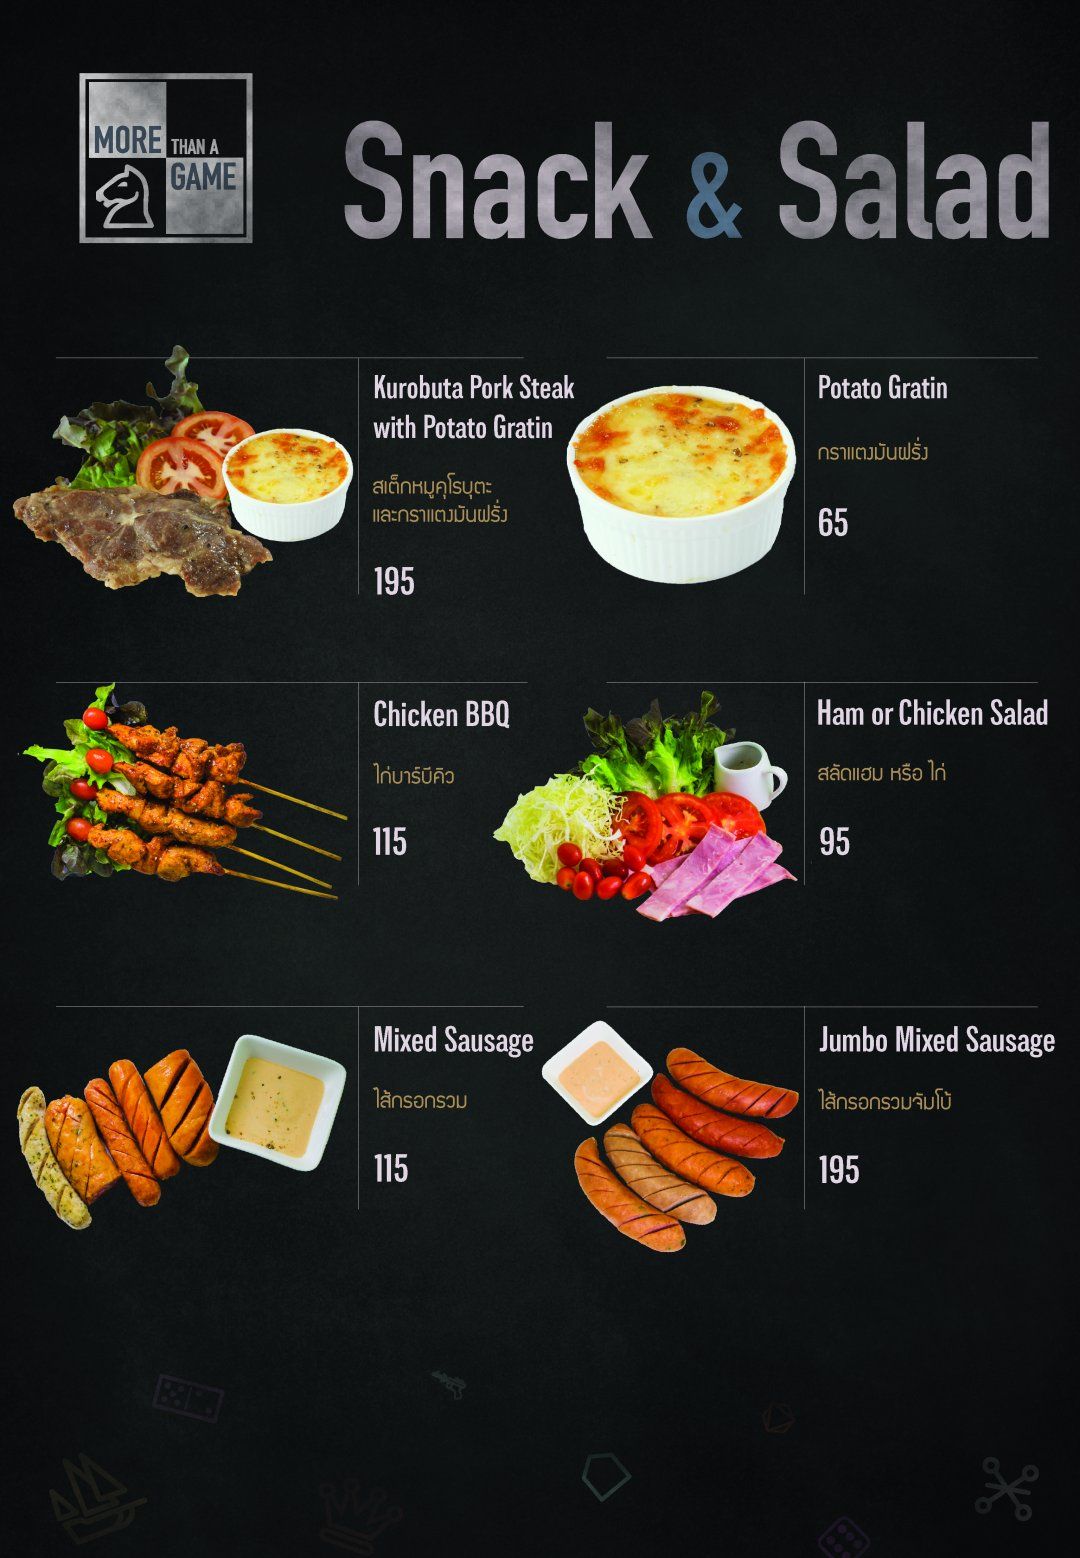 MORE THAN A
GAME
Snack & Salad
Kurobuta Pork Steak
with Potato Gratin
สเต็กหมูคุโรบุตะ
และกราแตงมันฝรั่ง
195
Potato Gratin
กราแตงมันฝรั่ง
65
Chicken BBQ
ไก่บาร์บีคิว
115
Ham or Chicken Salad
สลัดแฮม หรือ ไก่
95
Mixed Sausage
ไส้กรอกรวม
115
Jumbo Mixed Sausage
ไส้กรอกรวมจัมโบ้
195